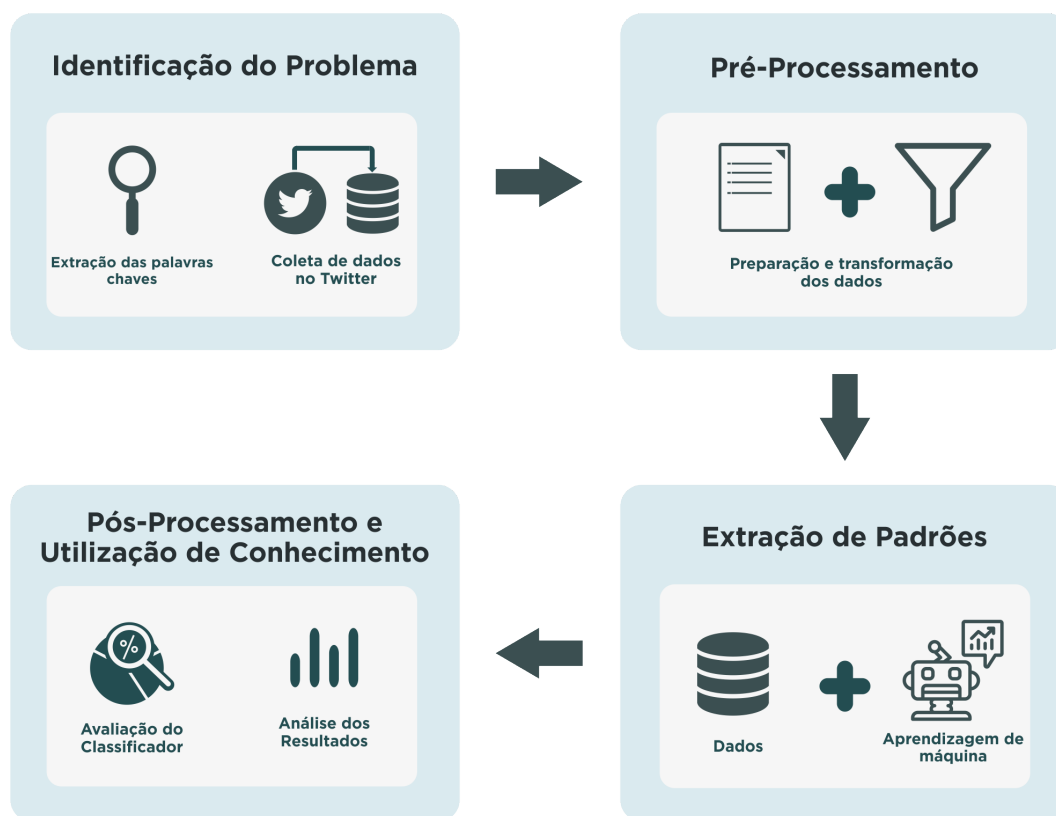 Identificação do Problema
Extração das palavras
chaves
Coleta de dados
no Twitter
Pré-Processamento
Preparação e transformação
dos dados
Extração de Padrões
Dados
Aprendizagem de
máquina
Pós-Processamento e
Utilização de Conhecimento
%
Avaliação do
Classificador
Análise dos
Resultados